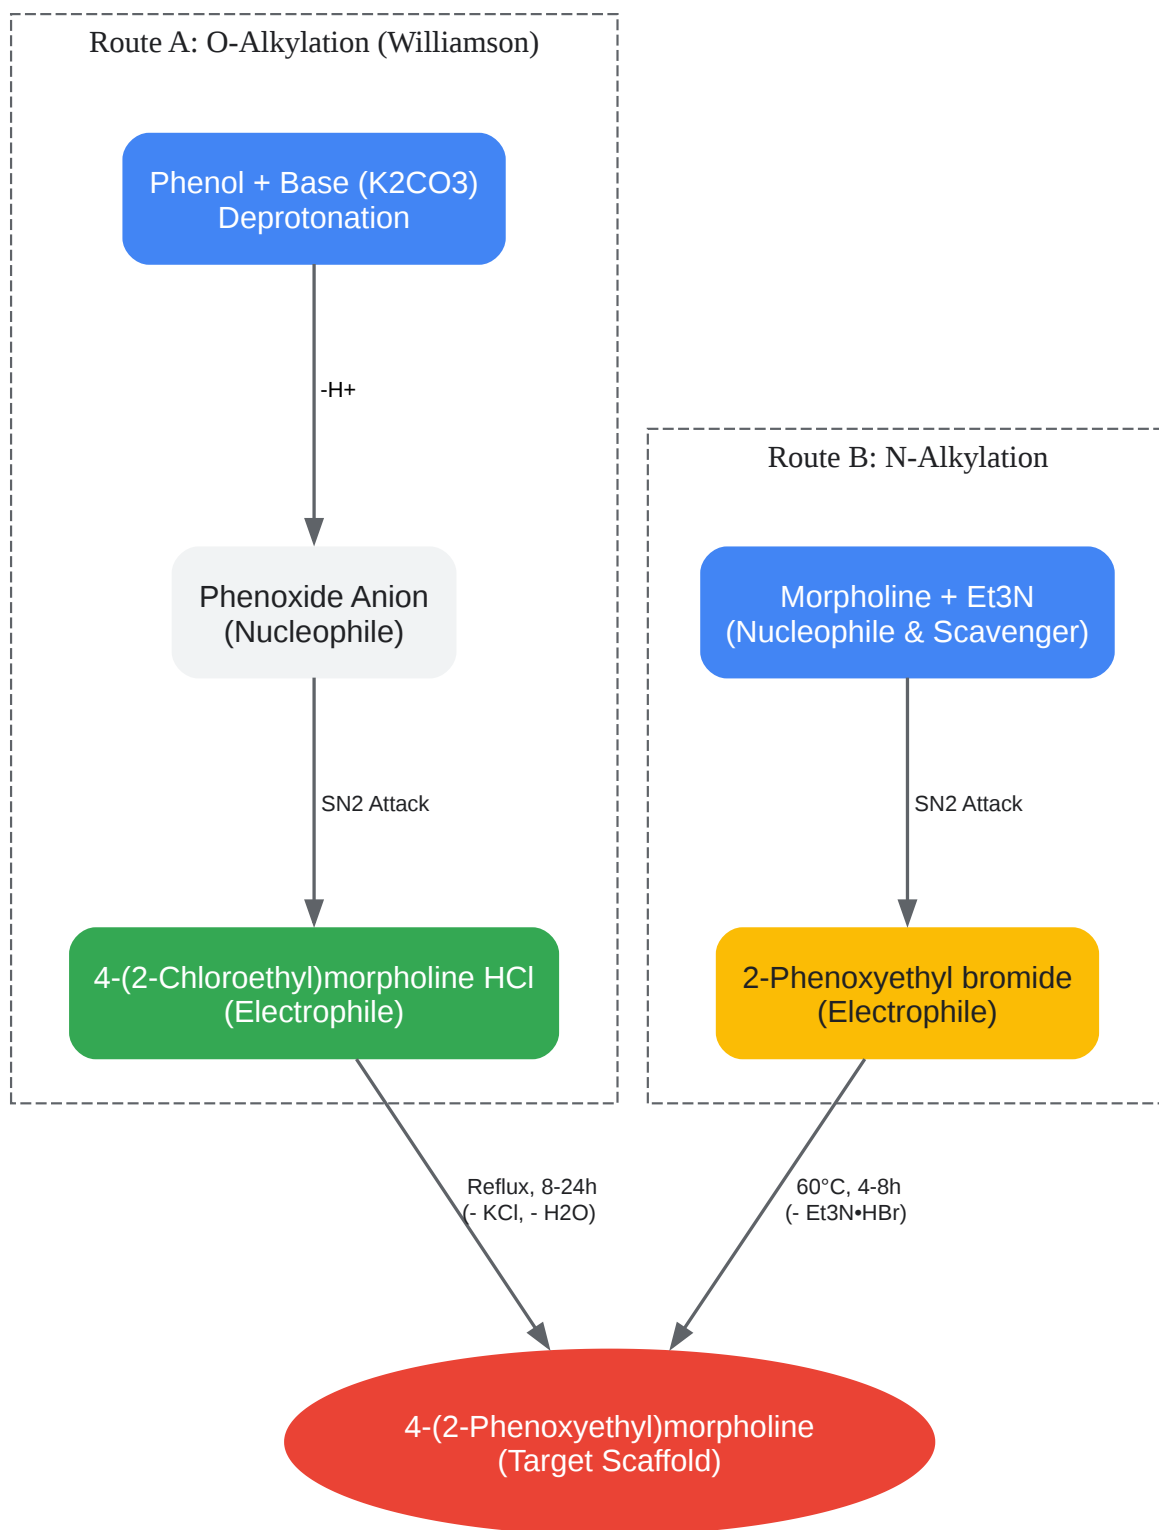 Route A: O-Alkylation (Williamson)
Phenol + Base (K2CO3)
Deprotonation
-H+
Phenoxide Anion
(Nucleophile)
SN2 Attack
4-(2-Chloroethyl)morpholine HCl
(Electrophile)
Reflux, 8-24h
(- KCl, - H2O)
Route B: N-Alkylation
Morpholine + Et3N
(Nucleophile & Scavenger)
SN2 Attack
2-Phenoxyethyl bromide
(Electrophile)
60°C, 4-8h
(- Et3N•HBr)
4-(2-Phenoxyethyl)morpholine
(Target Scaffold)